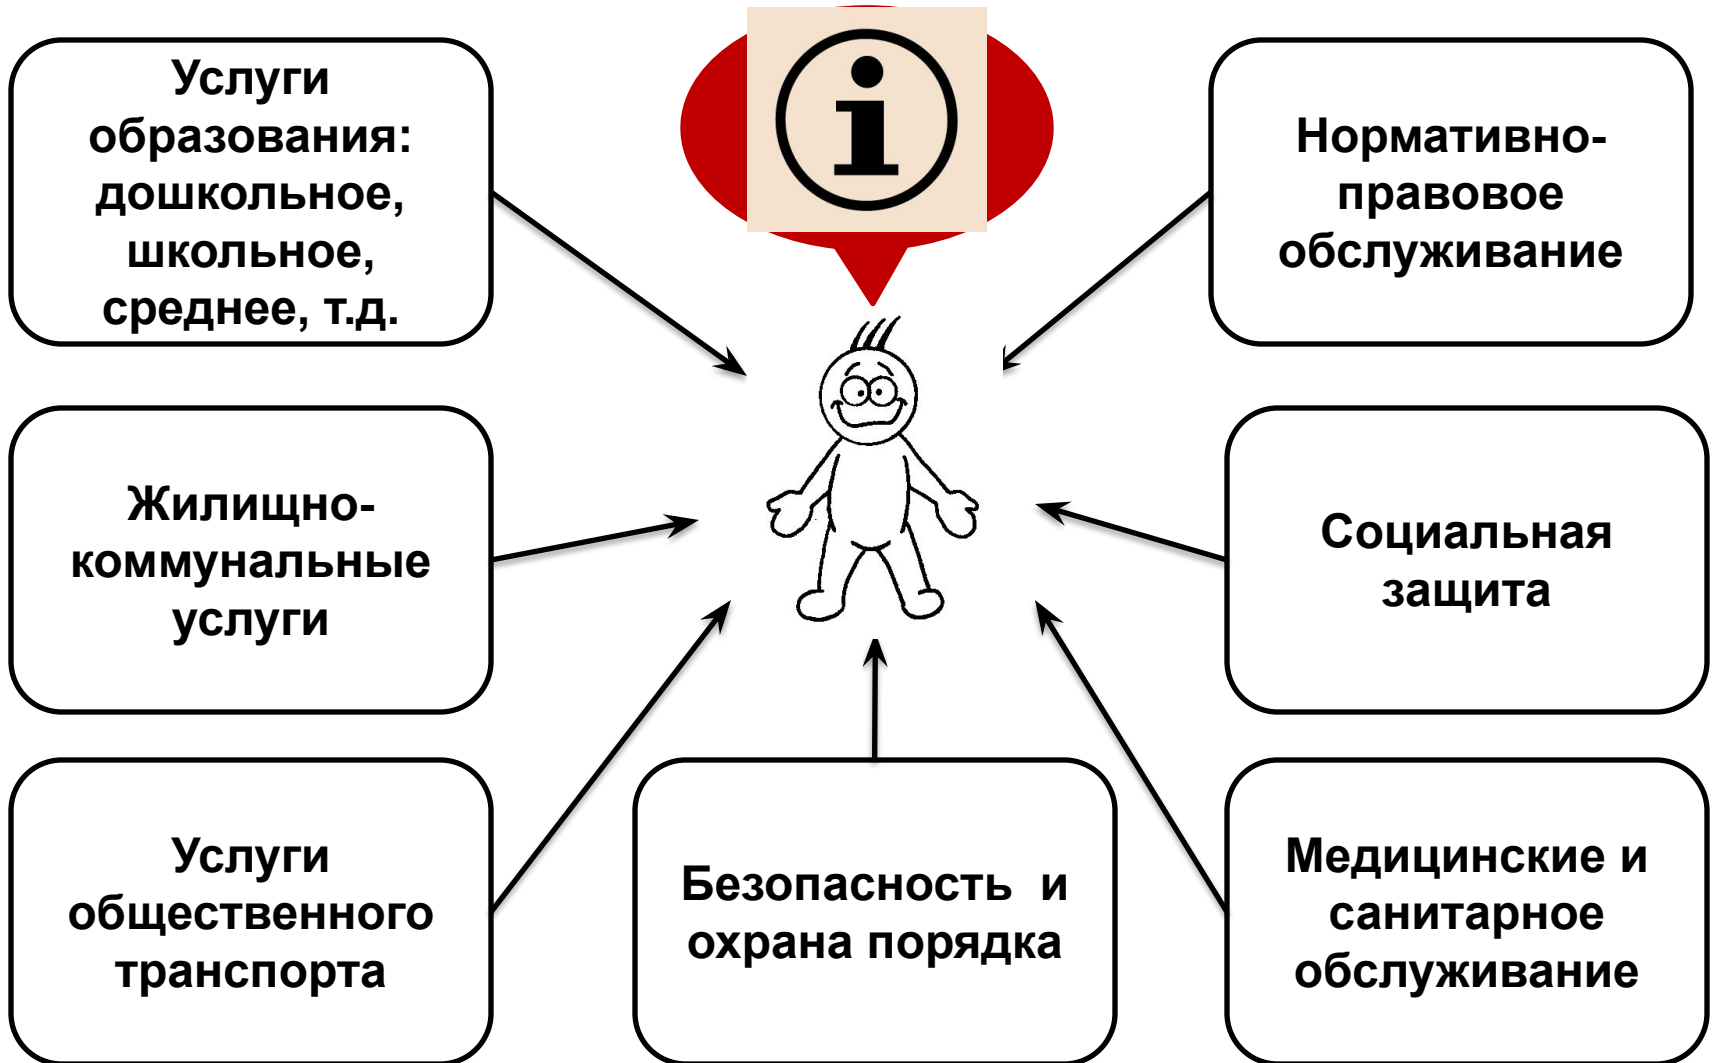 Услуги
образования:
дошкольное,
школьное,
среднее, т.д.
Нормативно-
правовое
обслуживание
Жилищно-
коммунальные
услуги
Социальная
защита
Услуги
общественного
транспорта
Безопасность и
охрана порядка
Медицинские и
санитарное
обслуживание